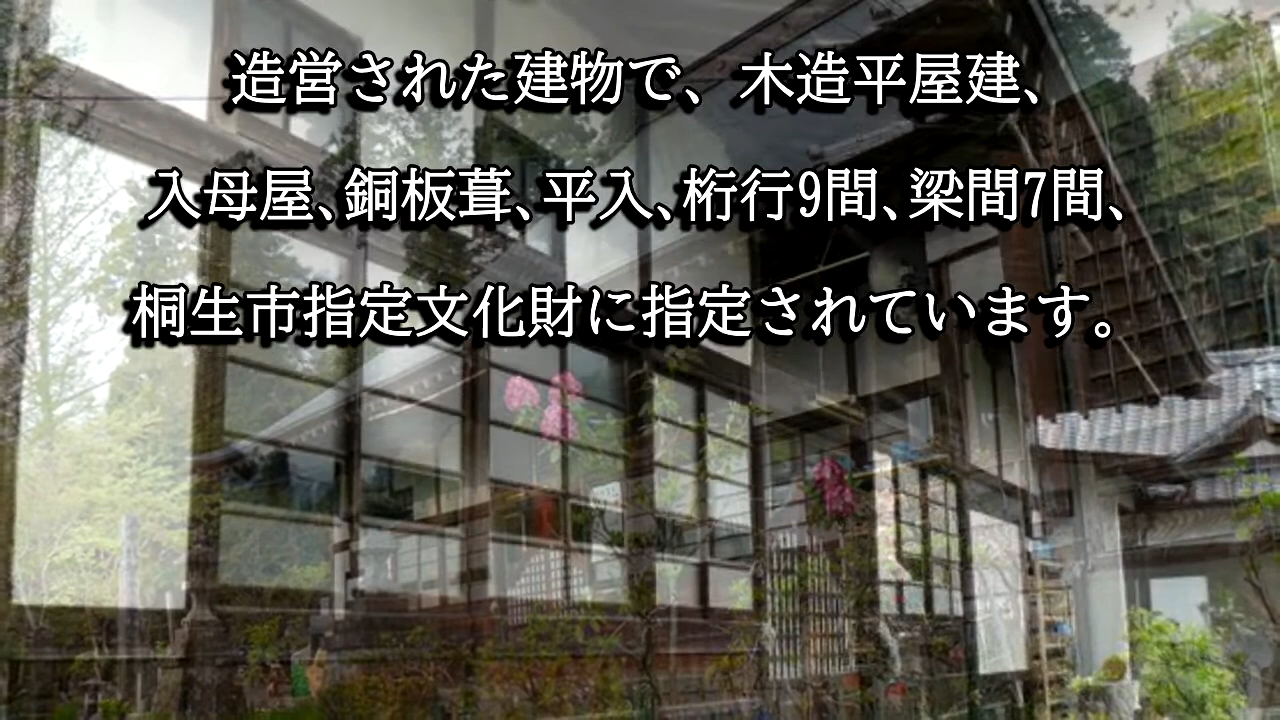 造営された建物で、木造平屋建、
入母屋、銅板葺、平入、桁行9間、梁間7間、
桐生市指定文化財に指定されています。